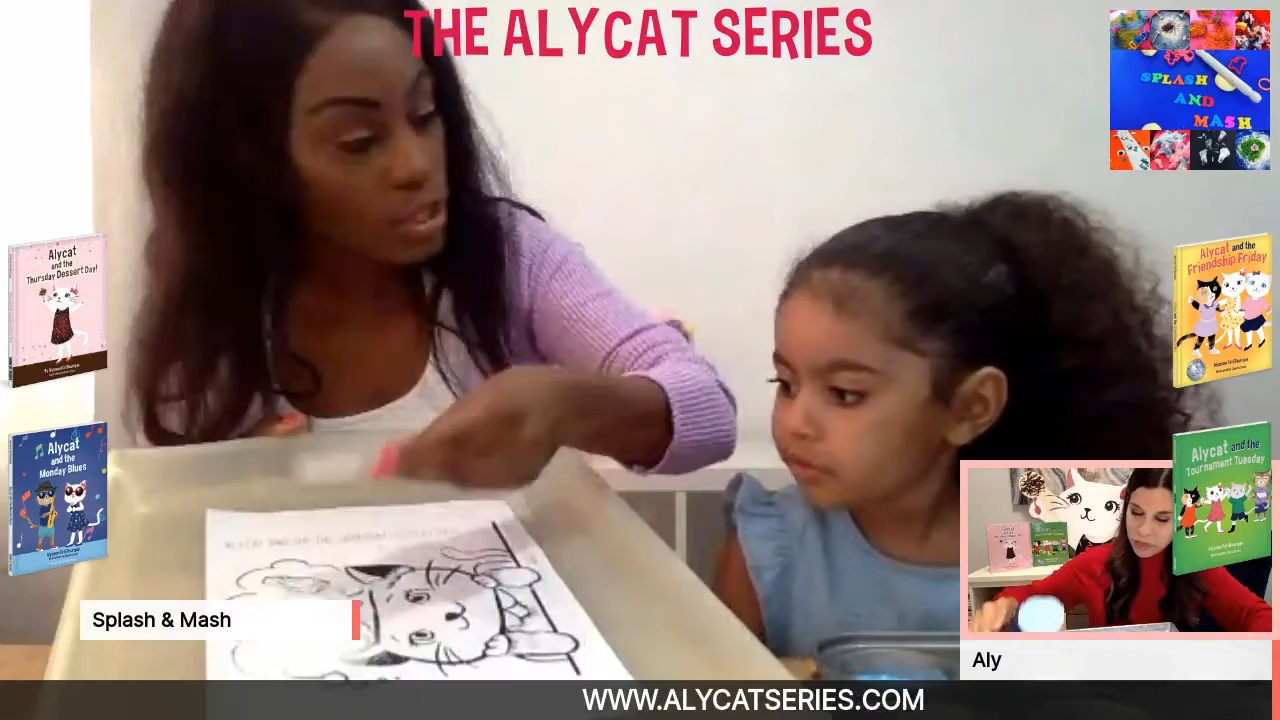 THE ALYCAT SERIES
SPLASH
AND
MASH
Alycat
and the
Thursday Dessert Day!
Alycat and the
Friendship Friday
Alycat
and the
Monday Blues
Alycat and the
Tournament Tuesday
Splash & Mash
Aly
WWW.ALYCATSERIES.COM